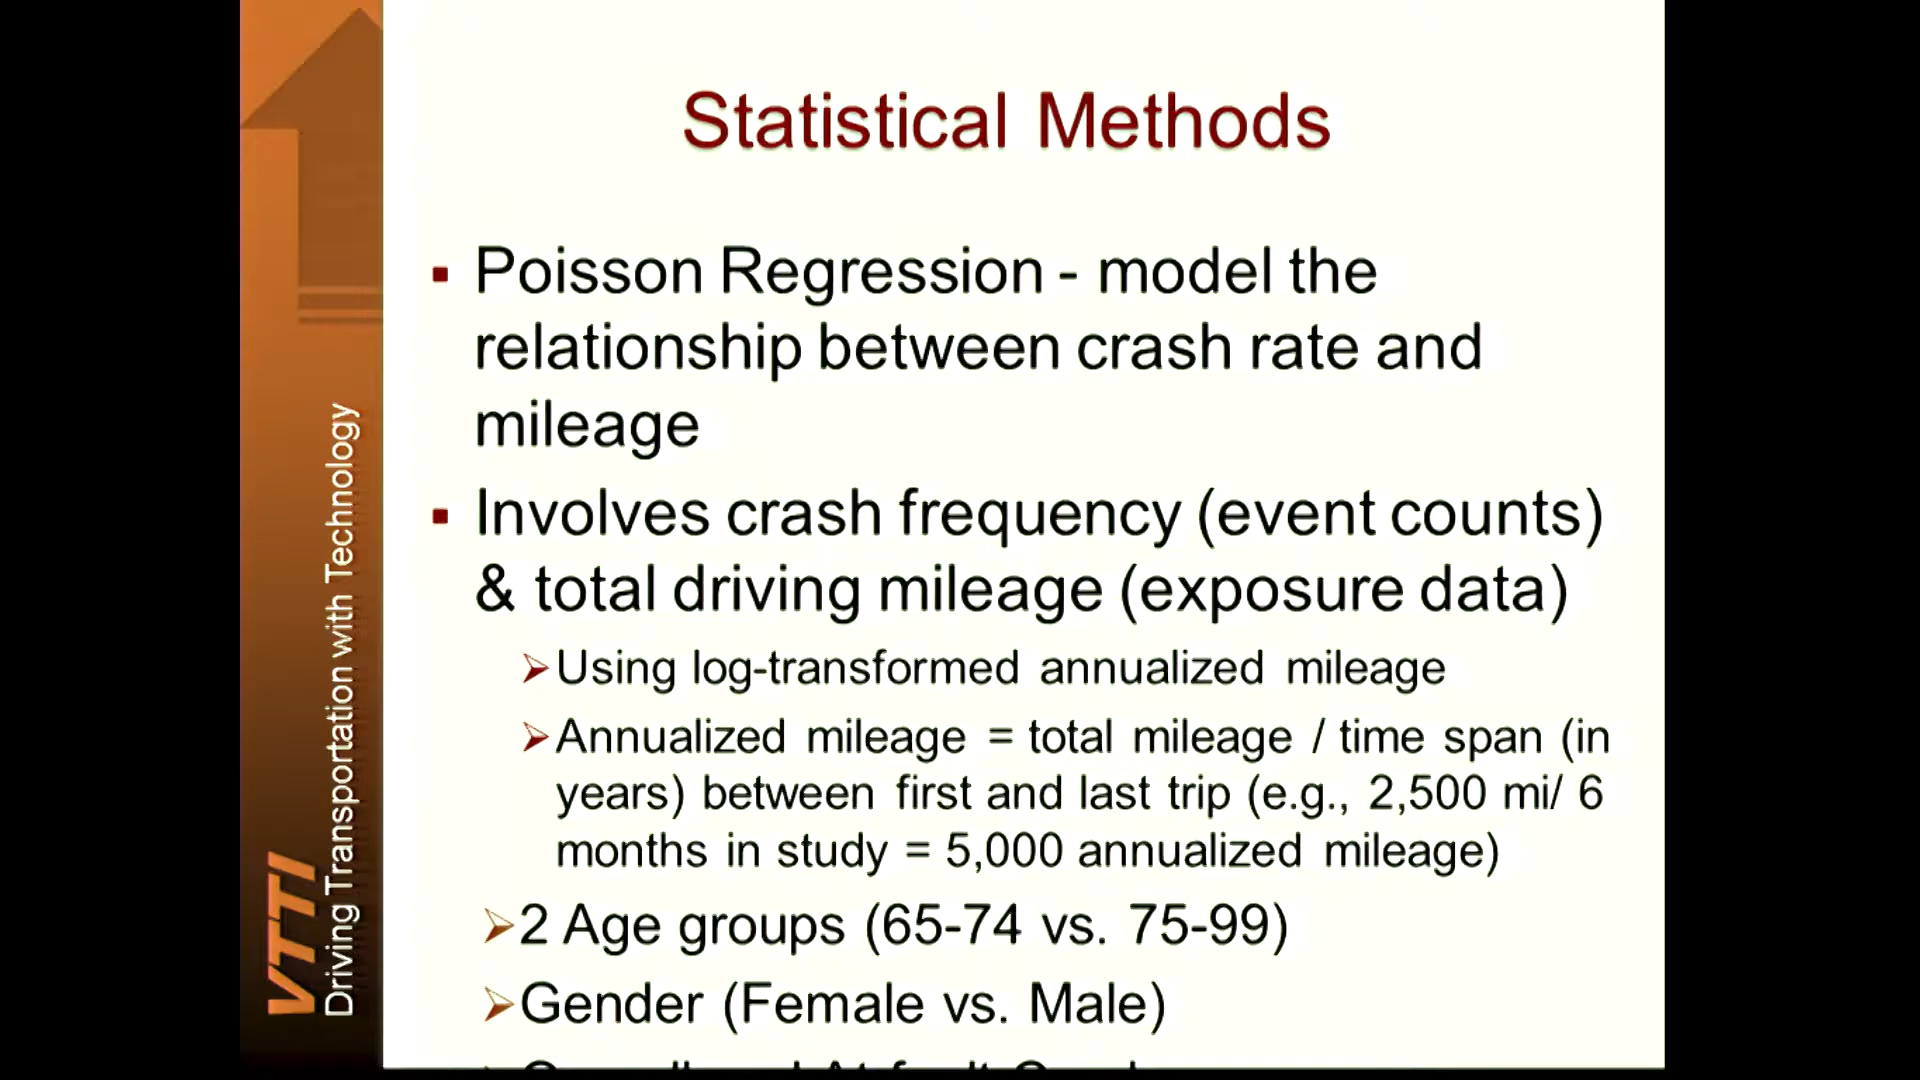 Statistical Methods
▪ Poisson Regression - model the
relationship between crash rate and
mileage
▪ Involves crash frequency (event counts)
& total driving mileage (exposure data)
➢Using log-transformed annualized mileage
➢Annualized mileage = total mileage / time span (in
years) between first and last trip (e.g., 2,500 mi/ 6
months in study = 5,000 annualized mileage)
➢2 Age groups (65-74 vs. 75-99)
➢Gender (Female vs. Male)
VTTI
Driving Transportation with Technology